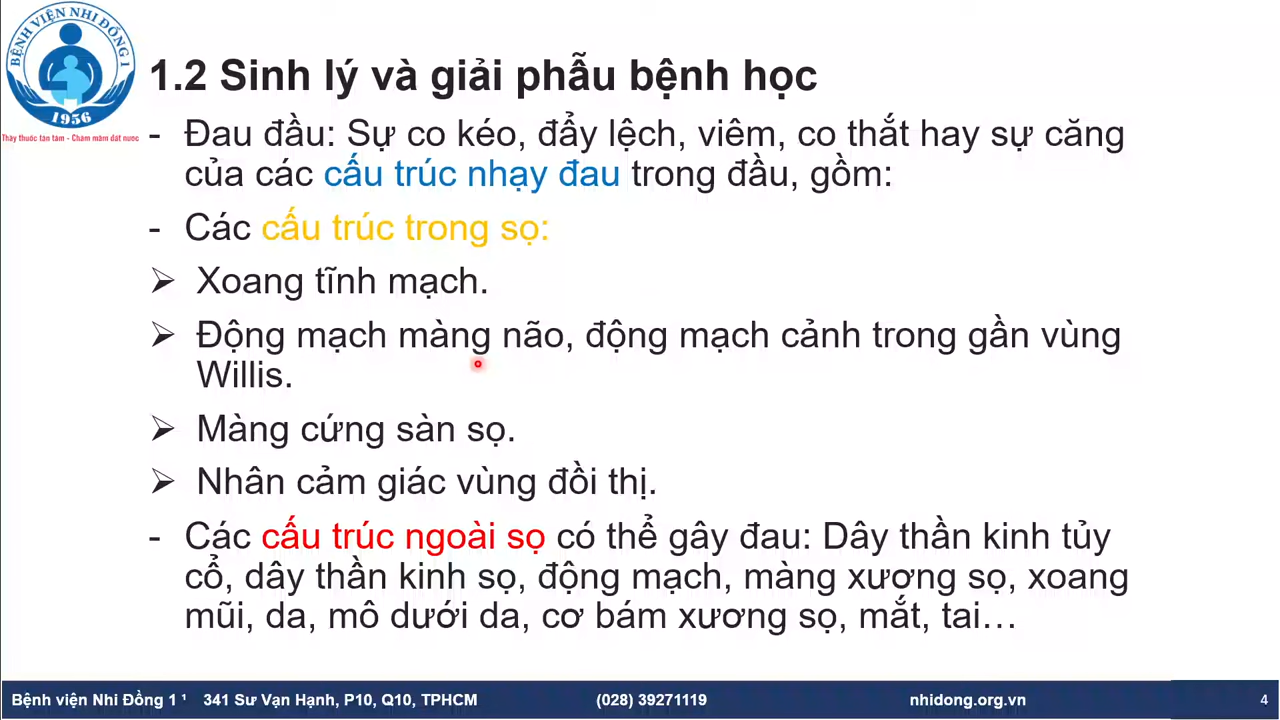 BỆNH VIỆN NHI ĐỒNG 1
1956
Thầy thuốc tận tâm - Chăm mầm đất nước
1.2 Sinh lý và giải phẫu bệnh học
- Đau đầu: Sự co kéo, đẩy lệch, viêm, co thắt hay sự căng
của các cấu trúc nhạy đau trong đầu, gồm:
- Các cấu trúc trong sọ:
➢ Xoang tĩnh mạch.
➢ Động mạch màng não, động mạch cảnh trong gần vùng
Willis.
➢ Màng cứng sàn sọ.
➢ Nhân cảm giác vùng đồi thị.
- Các cấu trúc ngoài sọ có thể gây đau: Dây thần kinh tủy
cổ, dây thần kinh sọ, động mạch, màng xương sọ, xoang
mũi, da, mô dưới da, cơ bám xương sọ, mắt, tai…
Bệnh viện Nhi Đồng 1 ¹ 341 Sư Vạn Hạnh, P10, Q10, TPHCM (028) 39271119 nhidong.org.vn 4